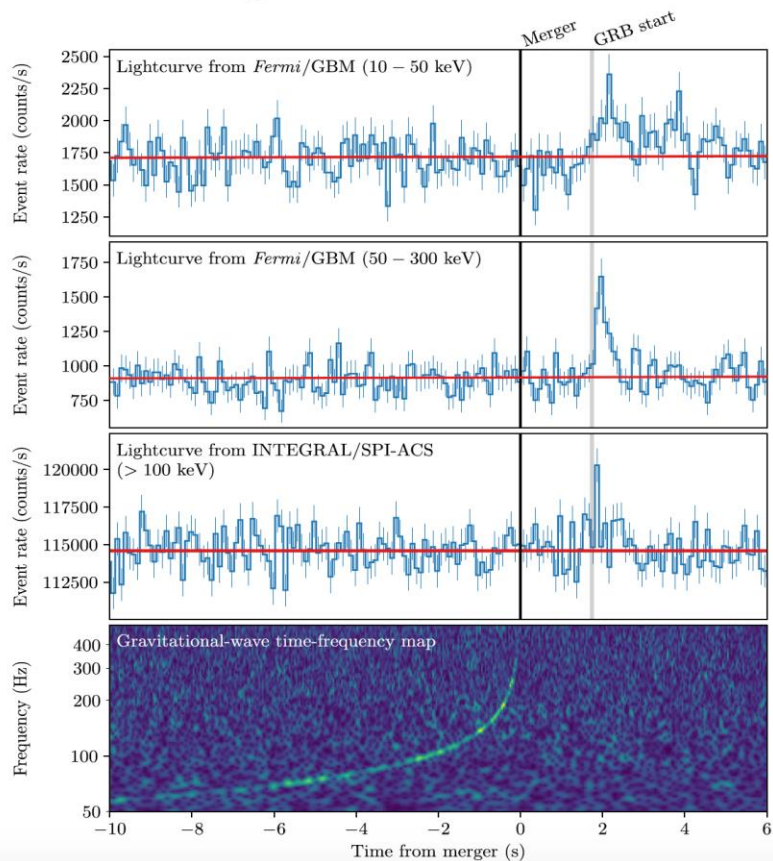 Merger
GRB start
Lightcurve from Fermi/GBM (10 − 50 keV)
Event rate (counts/s)
2500
2250
2000
1750
1500
1250
Lightcurve from Fermi/GBM (50 − 300 keV)
Event rate (counts/s)
1750
1500
1250
1000
750
Lightcurve from INTEGRAL/SPI-ACS
(> 100 keV)
Event rate (counts/s)
120000
117500
115000
112500
Gravitational-wave time-frequency map
Frequency (Hz)
400
300
200
100
50
−10 −8 −6 −4 −2 0 2 4 6
Time from merger (s)